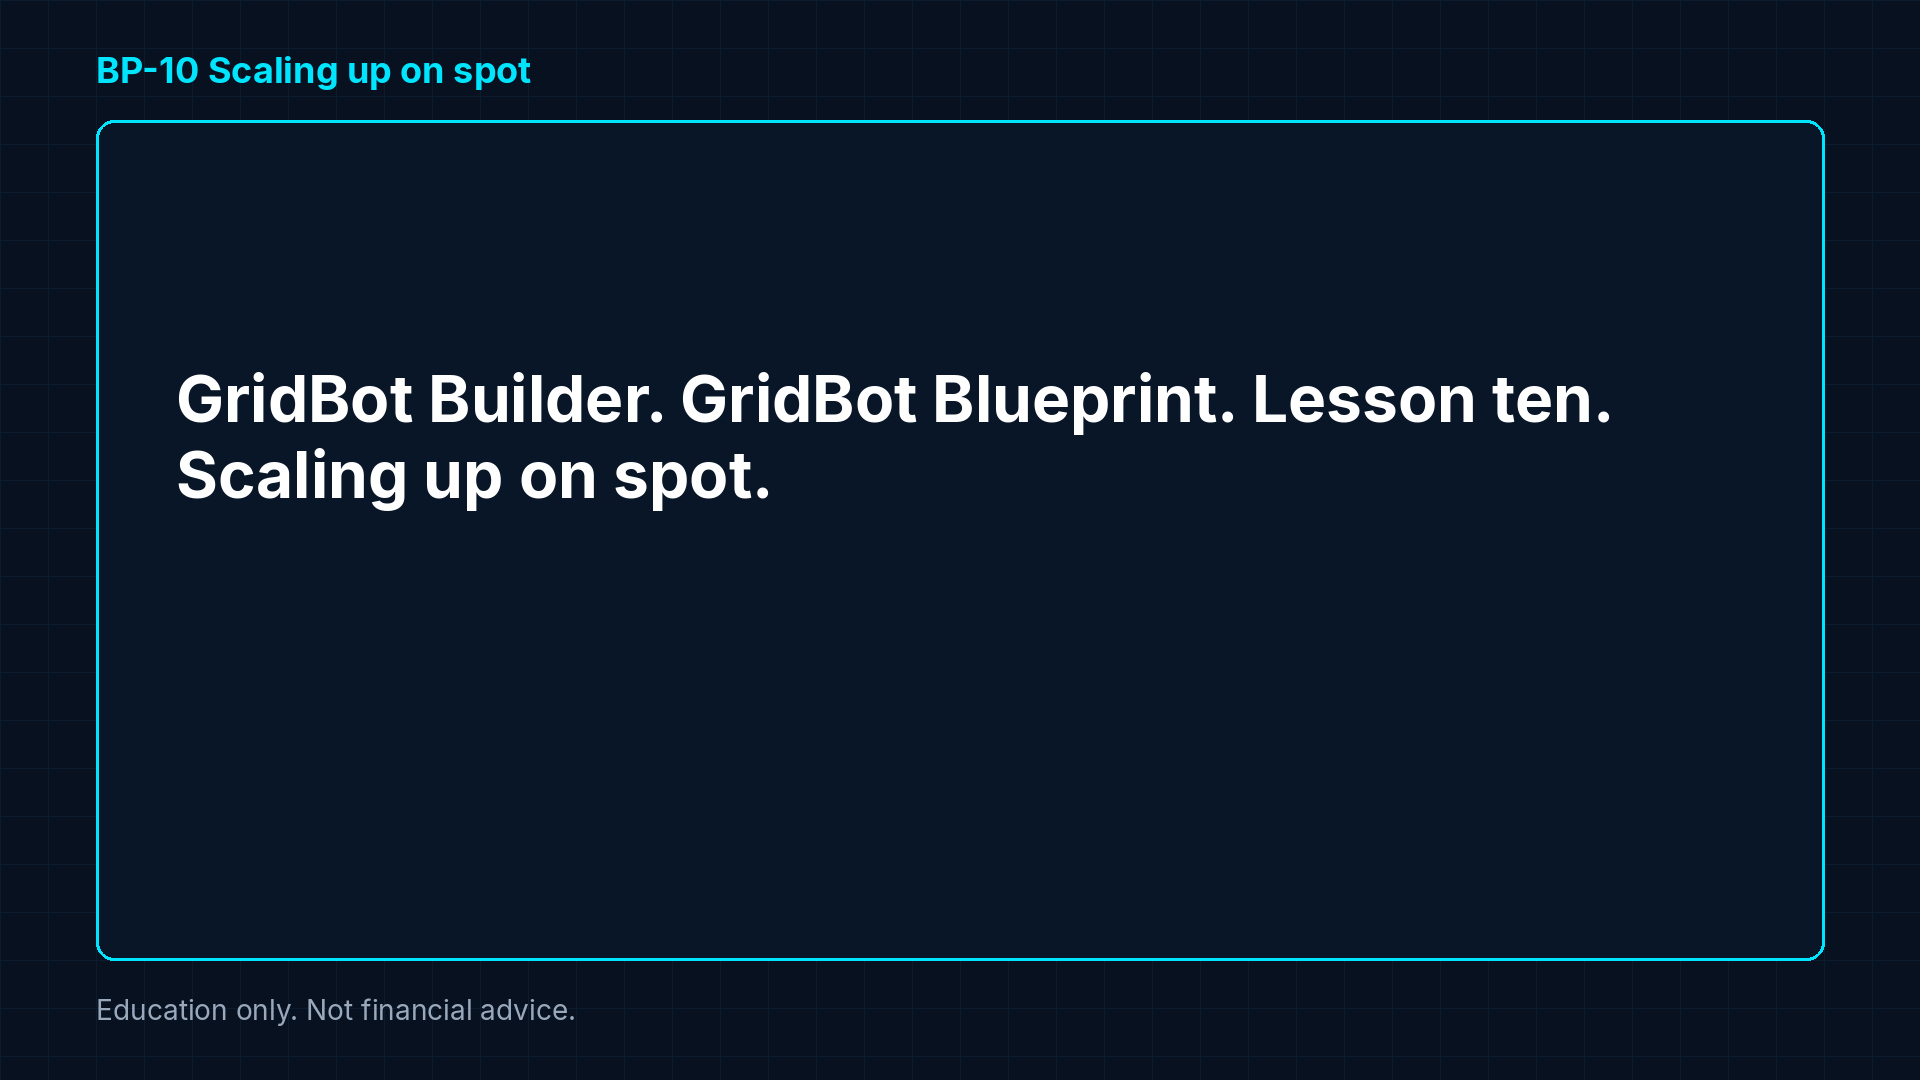 BP-10 Scaling up on spot
GridBot Builder. GridBot Blueprint. Lesson ten.
Scaling up on spot.
Education only. Not financial advice.